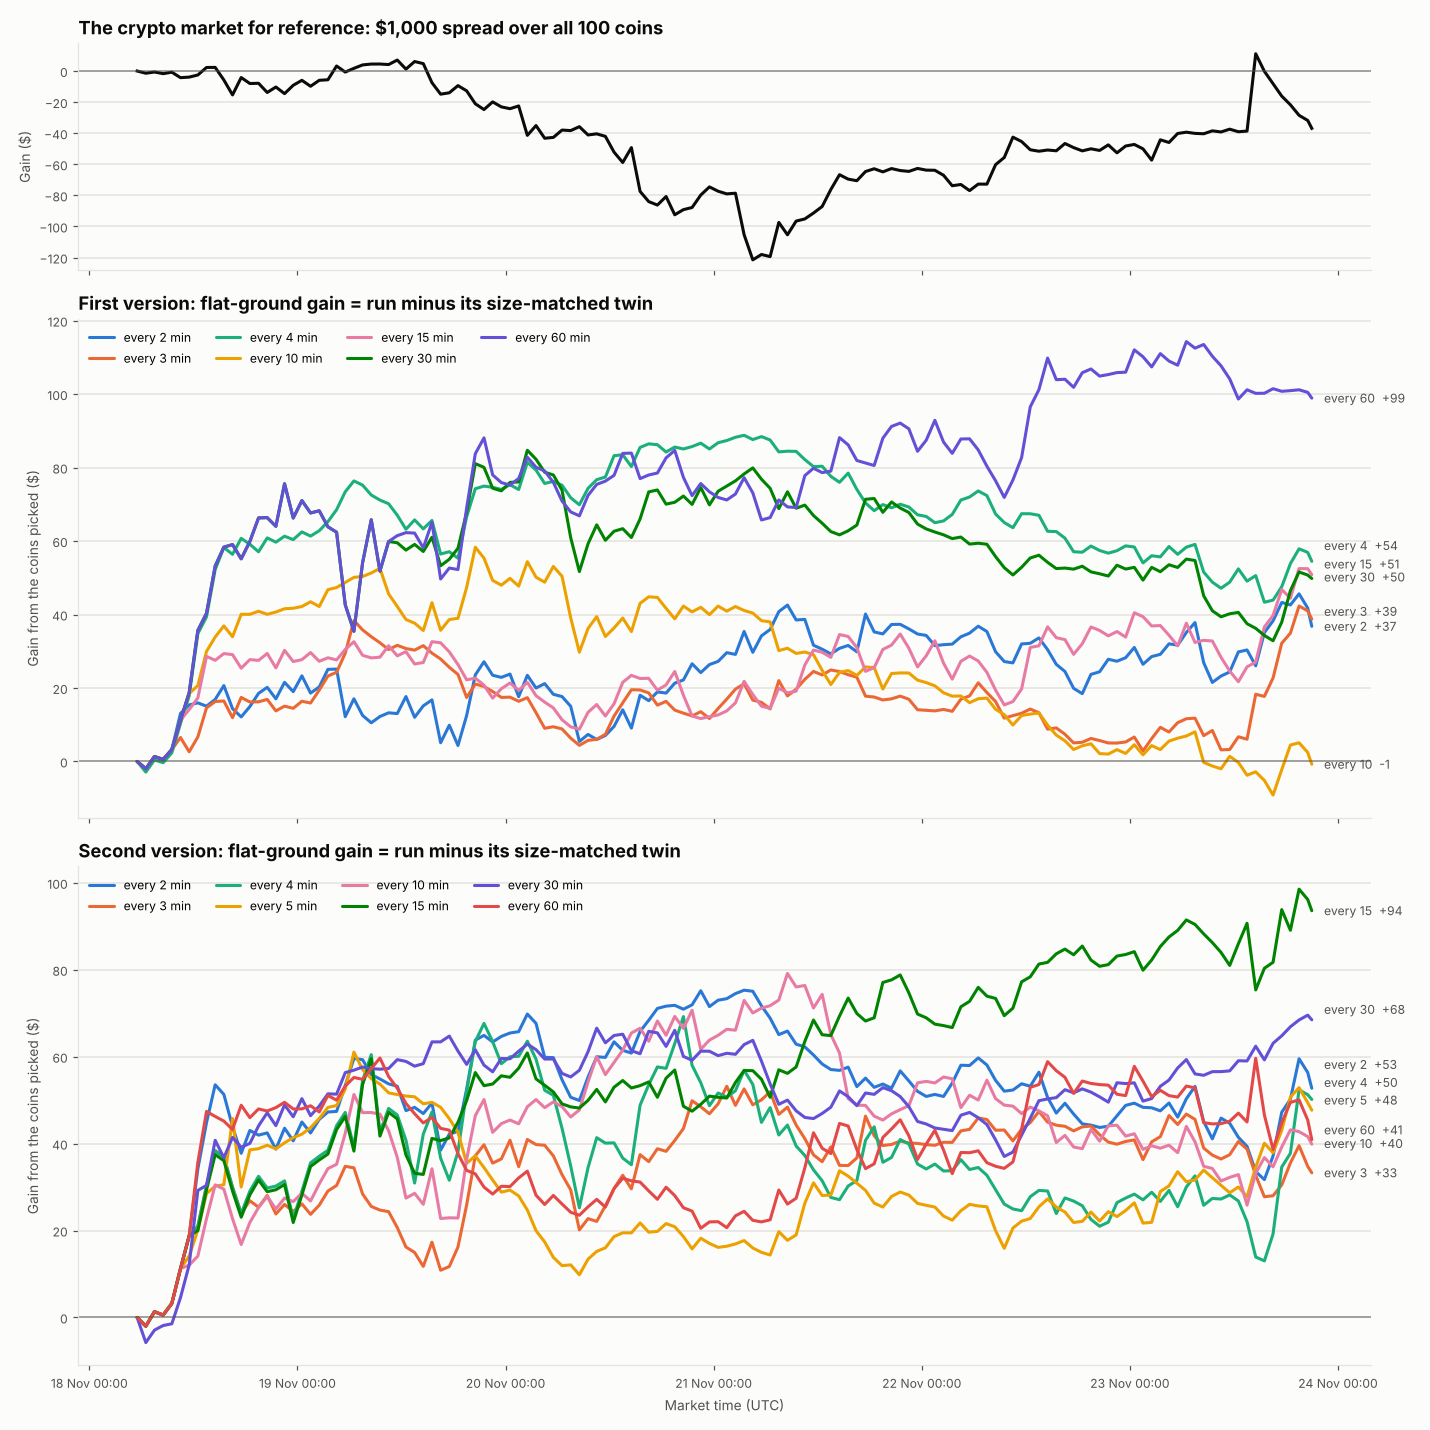 The crypto market for reference: $1,000 spread over all 100 coins
Gain ($)
0
−20
−40
−60
−80
−100
−120
First version: flat-ground gain = run minus its size-matched twin
Gain from the coins picked ($)
120
100
80
60
40
20
0
every 2 min
every 4 min
every 15 min
every 60 min
every 3 min
every 10 min
every 30 min
every 60 +99
every 4 +54
every 15 +51
every 30 +50
every 3 +39
every 2 +37
every 10 -1
Second version: flat-ground gain = run minus its size-matched twin
Gain from the coins picked ($)
100
80
60
40
20
0
every 2 min
every 4 min
every 10 min
every 30 min
every 3 min
every 5 min
every 15 min
every 60 min
every 15 +94
every 30 +68
every 2 +53
every 4 +50
every 5 +48
every 60 +41
every 10 +40
every 3 +33
18 Nov 00:00
19 Nov 00:00
20 Nov 00:00
21 Nov 00:00
22 Nov 00:00
23 Nov 00:00
24 Nov 00:00
Market time (UTC)